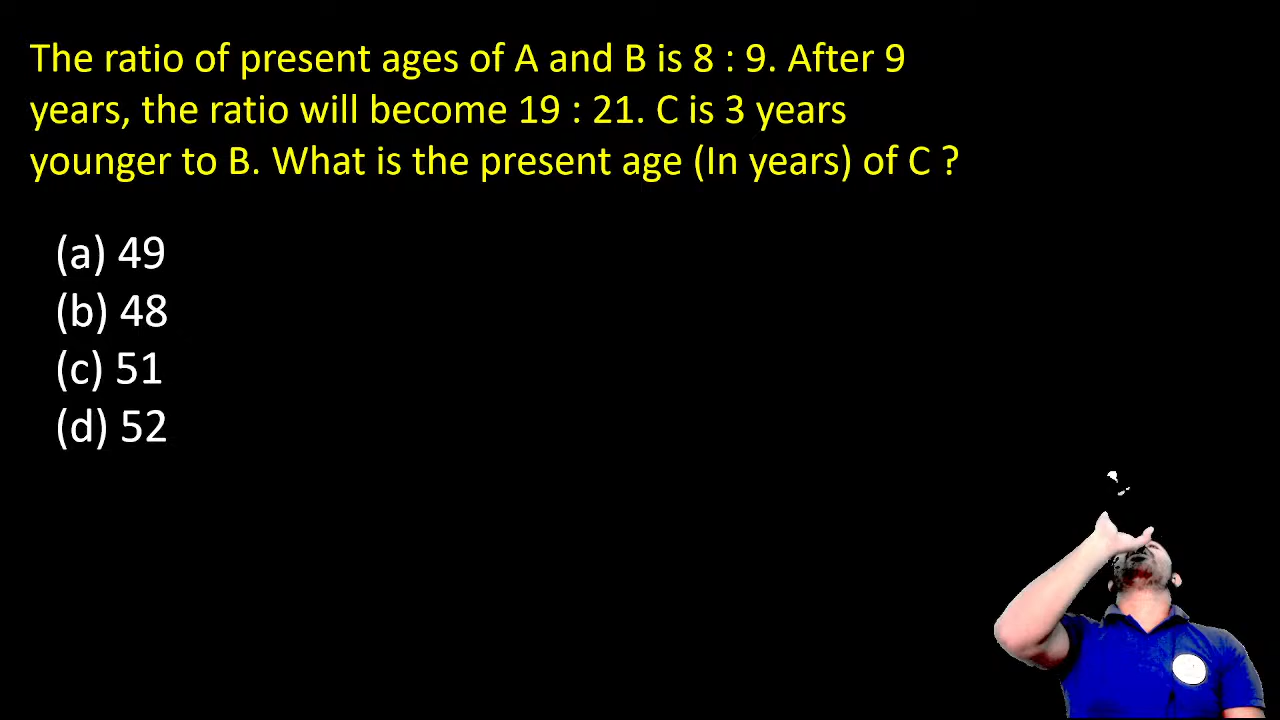 The ratio of present ages of A and B is 8 : 9. After 9
years, the ratio will become 19 : 21. C is 3 years
younger to B. What is the present age (In years) of C ?
(a) 49
(b) 48
(c) 51
(d) 52